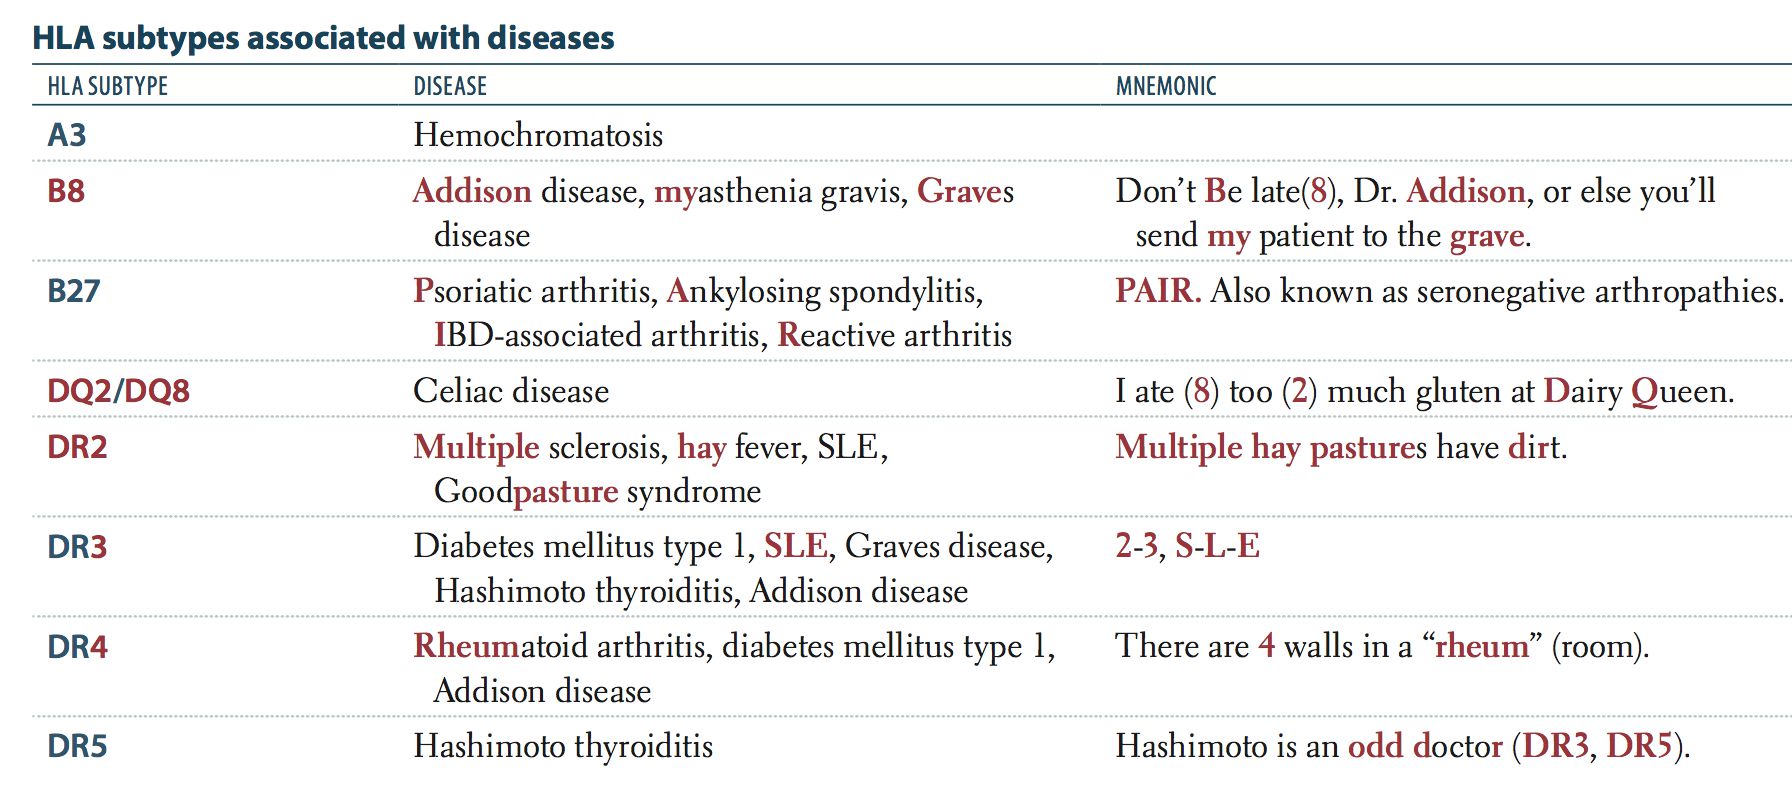 HLA subtypes associated with diseases
HLA SUBTYPE DISEASE MNEMONIC
A3 Hemochromatosis
B8 Addison disease, myasthenia gravis, Graves Don’t Be late(8), Dr. Addison, or else you’ll
disease send my patient to the grave.
B27 Psoriatic arthritis, Ankylosing spondylitis, PAIR. Also known as seronegative arthropathies.
IBD-associated arthritis, Reactive arthritis
DQ2/DQ8 Celiac disease I ate (8) too (2) much gluten at Dairy Queen.
DR2 Multiple sclerosis, hay fever, SLE, Multiple hay pastures have dirt.
Goodpasture syndrome
DR3 Diabetes mellitus type 1, SLE, Graves disease, 2-3, S-L-E
Hashimoto thyroiditis, Addison disease
DR4 Rheumatoid arthritis, diabetes mellitus type 1, There are 4 walls in a “rheum” (room).
Addison disease
DR5 Hashimoto thyroiditis Hashimoto is an odd doctor (DR3, DR5).